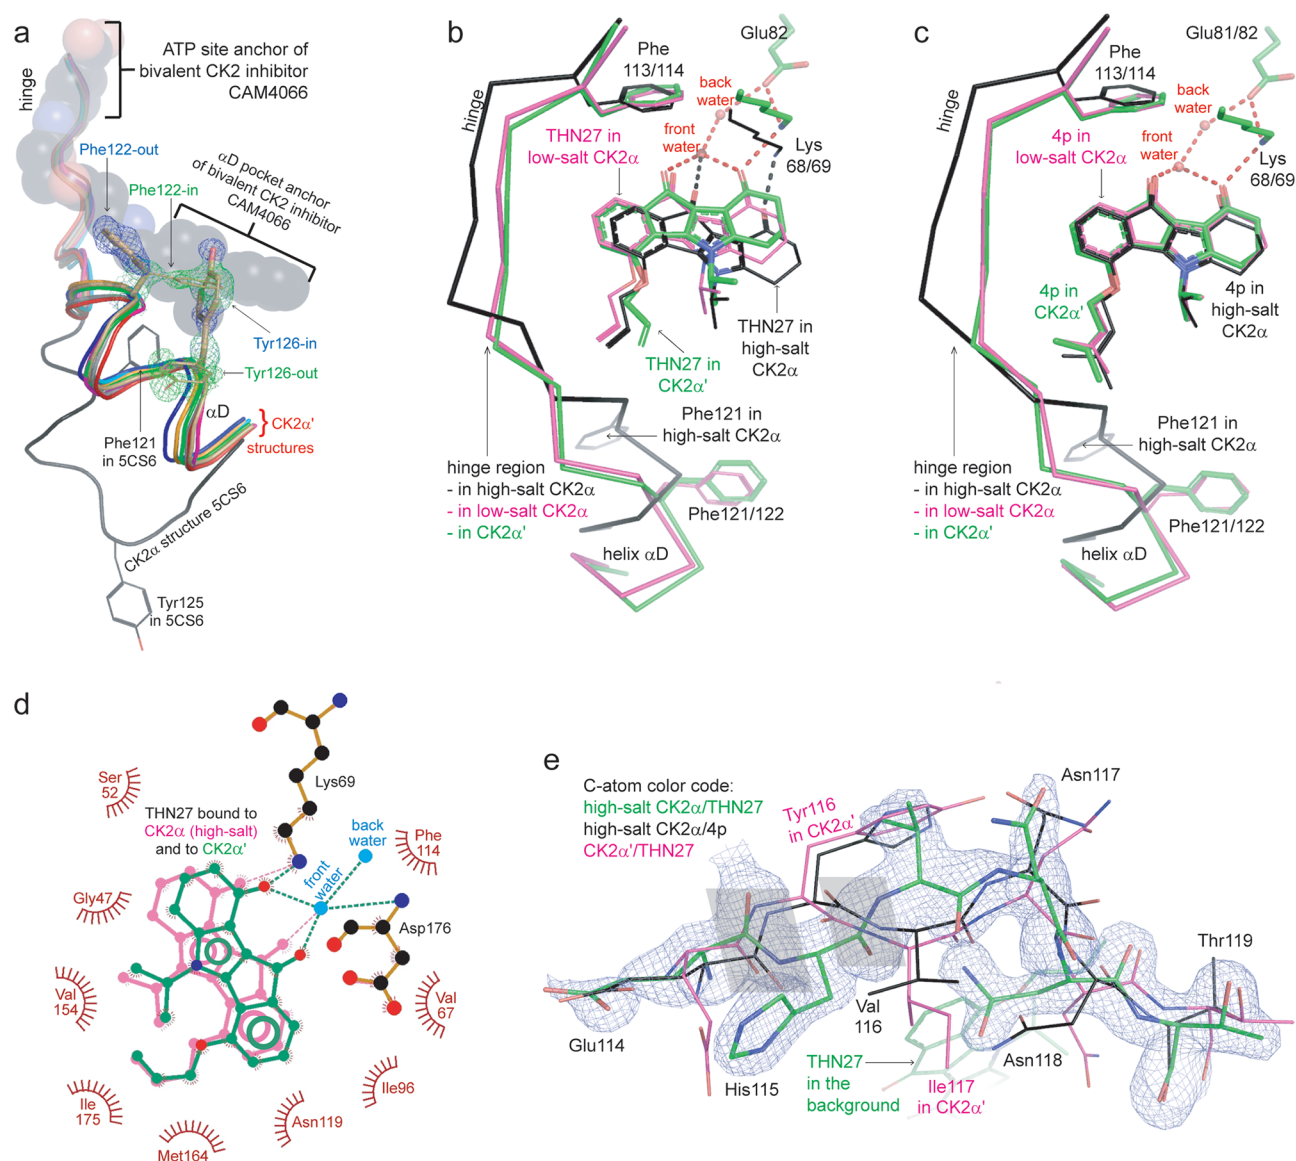 a
ATP site anchor of
bivalent CK2 inhibitor
CAM4066
hinge
Phe122-out
αD pocket anchor
of bivalent CK2 inhibitor
CAM4066
Phe122-in
Tyr126-in
Tyr126-out
αD
CK2α'
structures
Phe121
in 5CS6
CK2α structure 5CS6
Tyr125
in 5CS6
b
Phe
113/114
Glu82
back
water
hinge
THN27 in
low-salt CK2α
front
water
Lys
68/69
THN27 in
high-salt
CK2α
THN27 in
CK2α'
Phe121 in
high-salt CK2α
hinge region
- in high-salt CK2α
- in low-salt CK2α
- in CK2α'
Phe121/122
helix αD
c
Phe
113/114
Glu81/82
back
water
hinge
4p in
low-salt CK2α
front
water
Lys
68/69
4p in
CK2α'
4p in
high-salt
CK2α
Phe121 in
high-salt CK2α
hinge region
- in high-salt CK2α
- in low-salt CK2α
- in CK2α'
Phe121/122
helix αD
d
Lys69
Ser
52
THN27 bound to
CK2α (high-salt)
and to CK2α'
back
water
front
water
Phe
114
Gly47
Asp176
Val
154
Val
67
Ile96
Ile
175
Asn119
Met164
e
C-atom color code:
high-salt CK2α/THN27
high-salt CK2α/4p
CK2α'/THN27
Tyr116
in CK2α'
Asn117
Thr119
Glu114
His115
Val
116
Asn118
THN27
in the
background
Ile117
in CK2α'